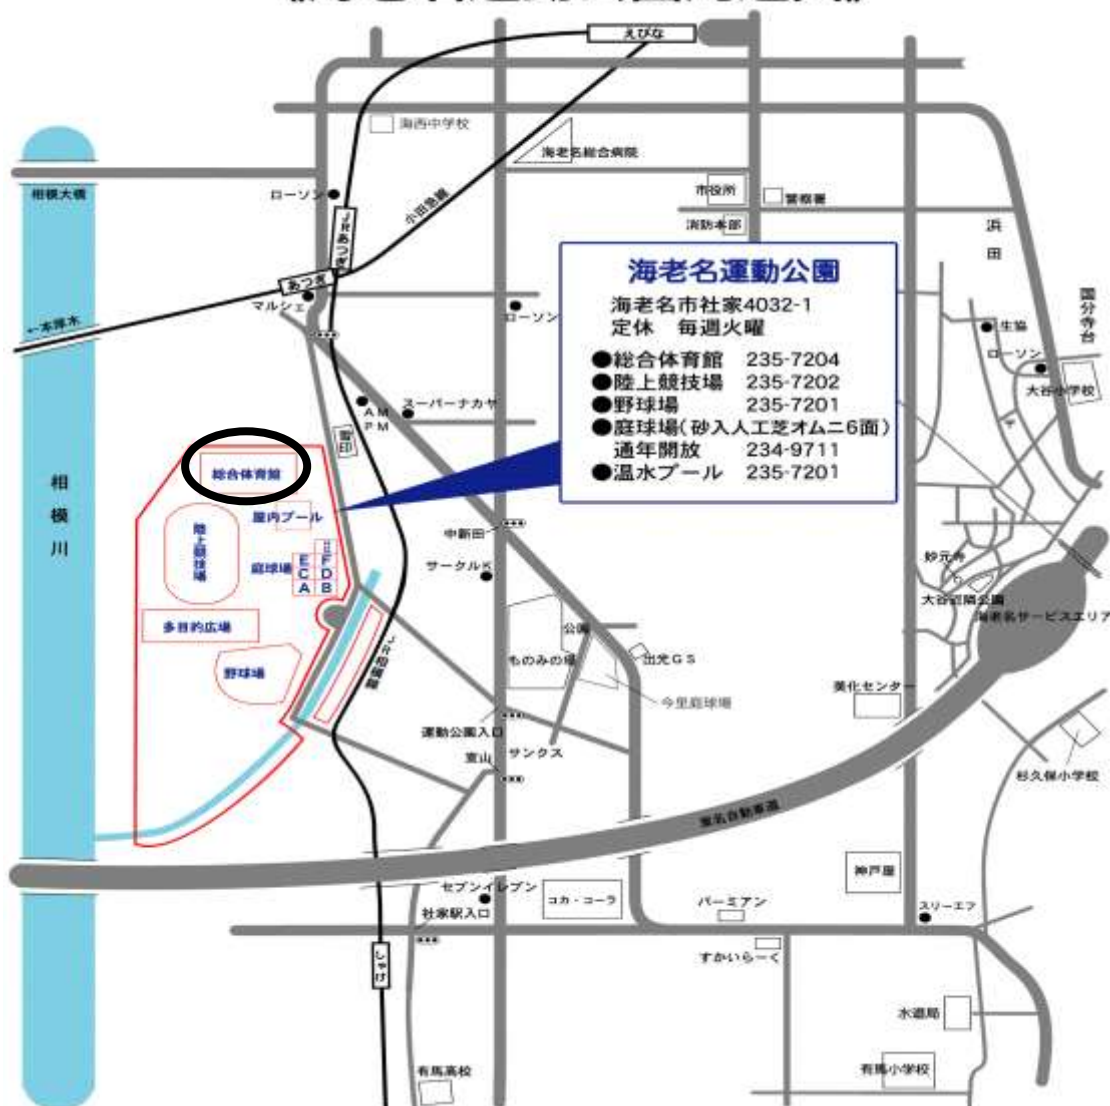 えびな
海西中学校
海老名総合病院
相模大橋
ローソン
小田急線
市役所
警察署
消防本部
JRあつぎ
あつぎ
マルシェ
浜田
←本厚木
ローソン
国分寺台
生協
ローソン
大谷小学校
海老名運動公園
海老名市社家4032-1
定休 毎週火曜
●総合体育館 235-7204
●陸上競技場 235-7202
●野球場 235-7201
●庭球場(砂入人工芝オムニ6面)
通年開放 234-9711
●温水プール 235-7201
AM
PM
スーパーナカヤ
雪印
総合体育館
相模川
屋内プール
陸上競技場
庭球場
E F
C D
A B
中新田
サークルK
妙元寺
大谷近隣公園
海老名サービスエリア
多目的広場
公園
ものみの塔
出光GS
野球場
JR相模線
今里庭球場
美化センター
運動公園入口
サンクス
杉久保小学校
東名自動車道
神戸屋
セブンイレブン
コカ・コーラ
バーミアン
社家駅入口
スリーエフ
しゃけ
すかいらーく
水道局
有馬高校
有馬小学校